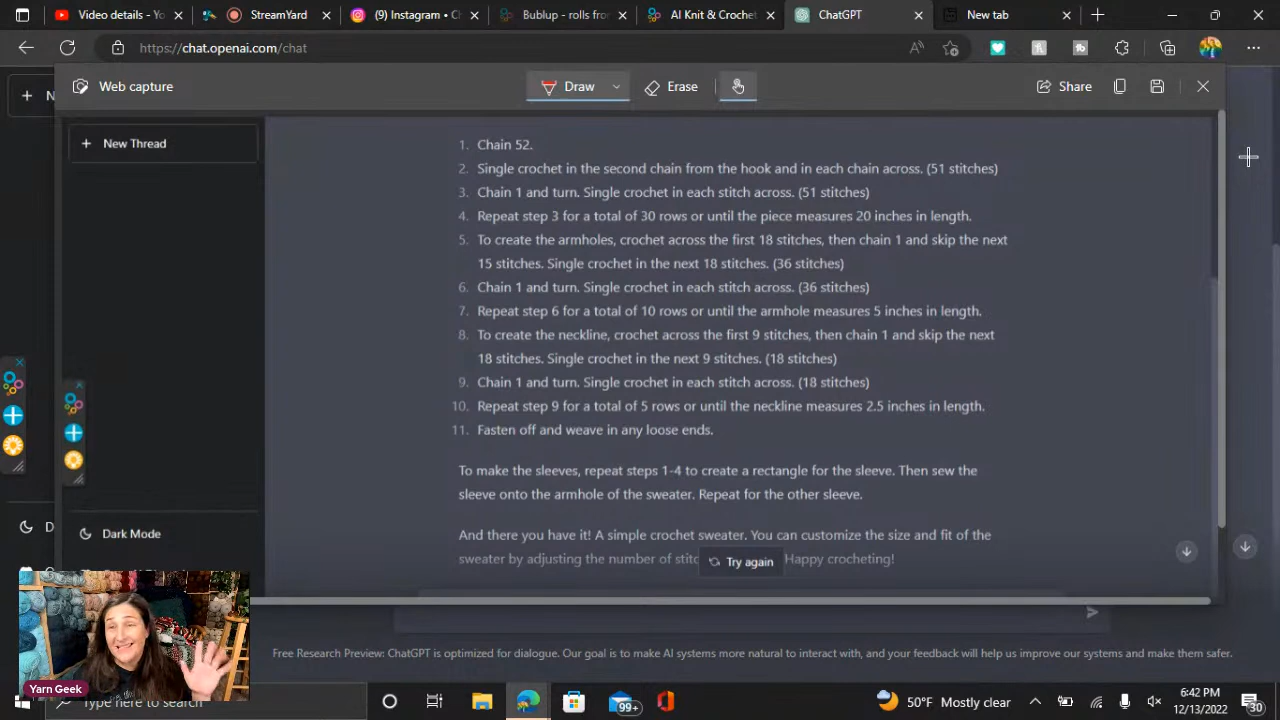 Video details - Yo
StreamYard
(9) Instagram • C
Bublup - rolls fro
AI Knit & Crochet
ChatGPT
New tab
https://chat.openai.com/chat
Web capture
Draw
Erase
Share
+ N
+ New Thread
1. Chain 52.
2. Single crochet in the second chain from the hook and in each chain across. (51 stitches)
3. Chain 1 and turn. Single crochet in each stitch across. (51 stitches)
4. Repeat step 3 for a total of 30 rows or until the piece measures 20 inches in length.
5. To create the armholes, crochet across the first 18 stitches, then chain 1 and skip the next
15 stitches. Single crochet in the next 18 stitches. (36 stitches)
6. Chain 1 and turn. Single crochet in each stitch across. (36 stitches)
7. Repeat step 6 for a total of 10 rows or until the armhole measures 5 inches in length.
8. To create the neckline, crochet across the first 9 stitches, then chain 1 and skip the next
18 stitches. Single crochet in the next 9 stitches. (18 stitches)
9. Chain 1 and turn. Single crochet in each stitch across. (18 stitches)
10. Repeat step 9 for a total of 5 rows or until the neckline measures 2.5 inches in length.
11. Fasten off and weave in any loose ends.
To make the sleeves, repeat steps 1-4 to create a rectangle for the sleeve. Then sew the
sleeve onto the armhole of the sweater. Repeat for the other sleeve.
And there you have it! A simple crochet sweater. You can customize the size and fit of the
sweater by adjusting the number of stitc
Try again
Happy crocheting!
D
Dark Mode
Free Research Preview: ChatGPT is optimized for dialogue. Our goal is to make AI systems more natural to interact with, and your feedback will help us improve our systems and make them safer.
Yarn Geek
Type here to search
99+
50°F Mostly clear
6:42 PM
12/13/2022
30